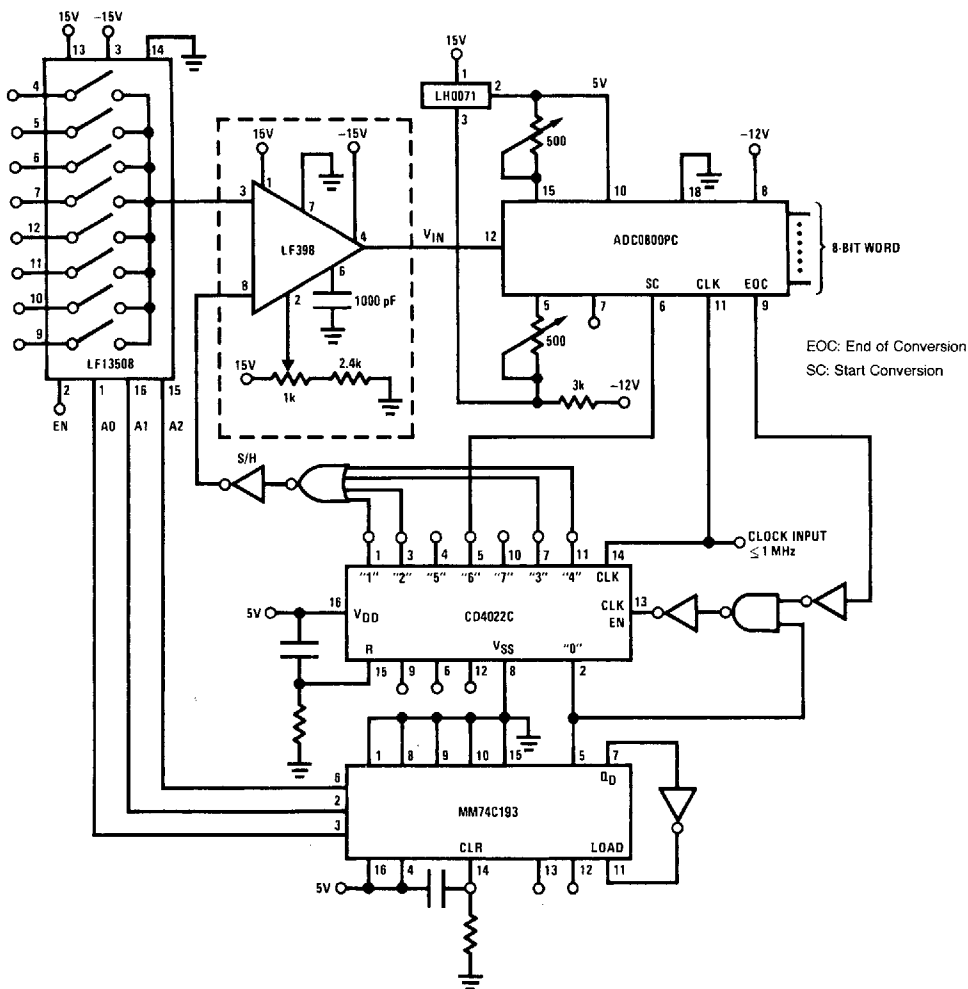 15V
-15V
13
3
14
4
5
6
7
12
11
10
9
LF13508
2
1
16
15
EN
A0
A1
A2
15V
-15V
1
7
3
4
LF398
8
6
2
1000 pF
15V
1k
2.4k
S/H
15V
1
LH0071
2
3
5V
500
-12V
15
10
18
8
VIN
12
ADC0800PC
SC
CLK
EOC
5
7
6
11
9
8-BIT WORD
500
3k
-12V
EOC: End of Conversion
SC: Start Conversion
1
3
4
5
10
7
11
14
"1"
"2"
"5"
"6"
"7"
"3"
"4"
CLK
CLOCK INPUT
≤ 1 MHz
5V
16
VDD
CD4022C
CLK
EN
13
R
VSS
"0"
15
9
6
12
8
2
1
8
9
10
15
5
7
QD
6
2
3
MM74C193
CLR
LOAD
5V
16
4
14
13
12
11